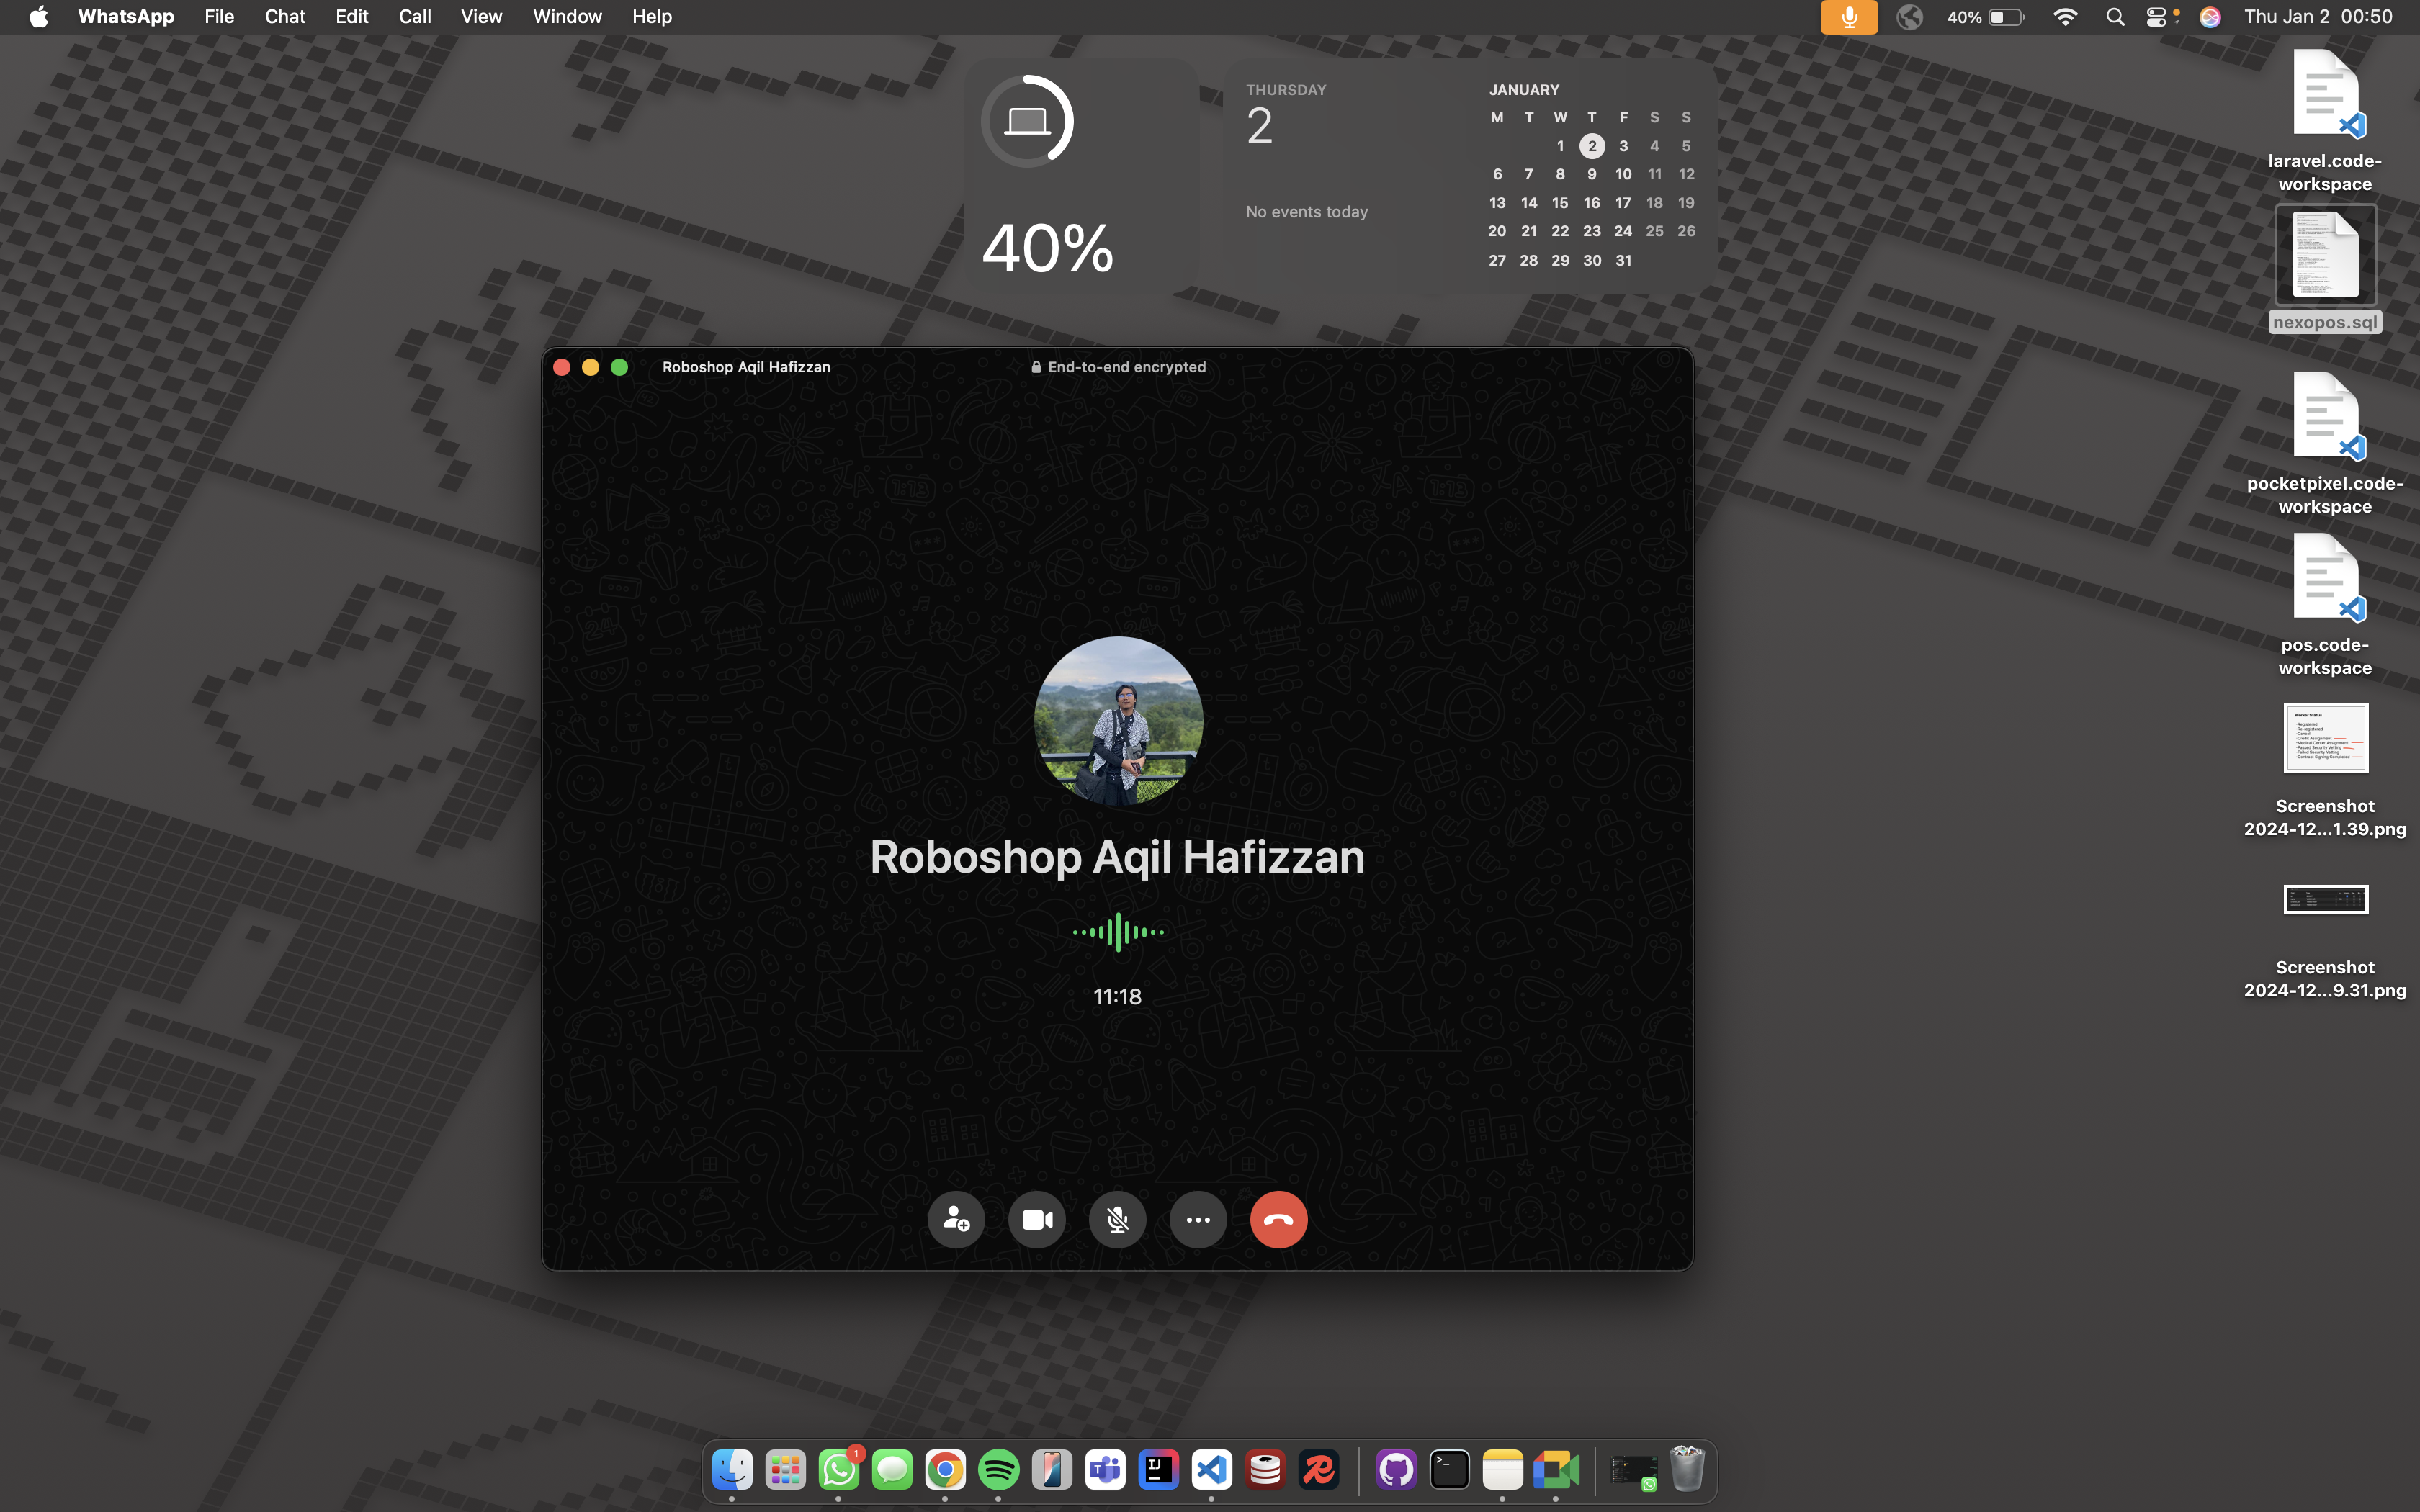 WhatsApp File Chat Edit Call View Window Help
40% Thu Jan 2 00:50
40%
THURSDAY
2
No events today
JANUARY
M T W T F S S
1 2 3 4 5
6 7 8 9 10 11 12
13 14 15 16 17 18 19
20 21 22 23 24 25 26
27 28 29 30 31
laravel.code-
workspace
nexopos.sql
pocketpixel.code-
workspace
pos.code-
workspace
Worker Status
Screenshot
2024-12...1.39.png
Screenshot
2024-12...9.31.png
Roboshop Aqil Hafizzan
End-to-end encrypted
Roboshop Aqil Hafizzan
11:18
1
IJ